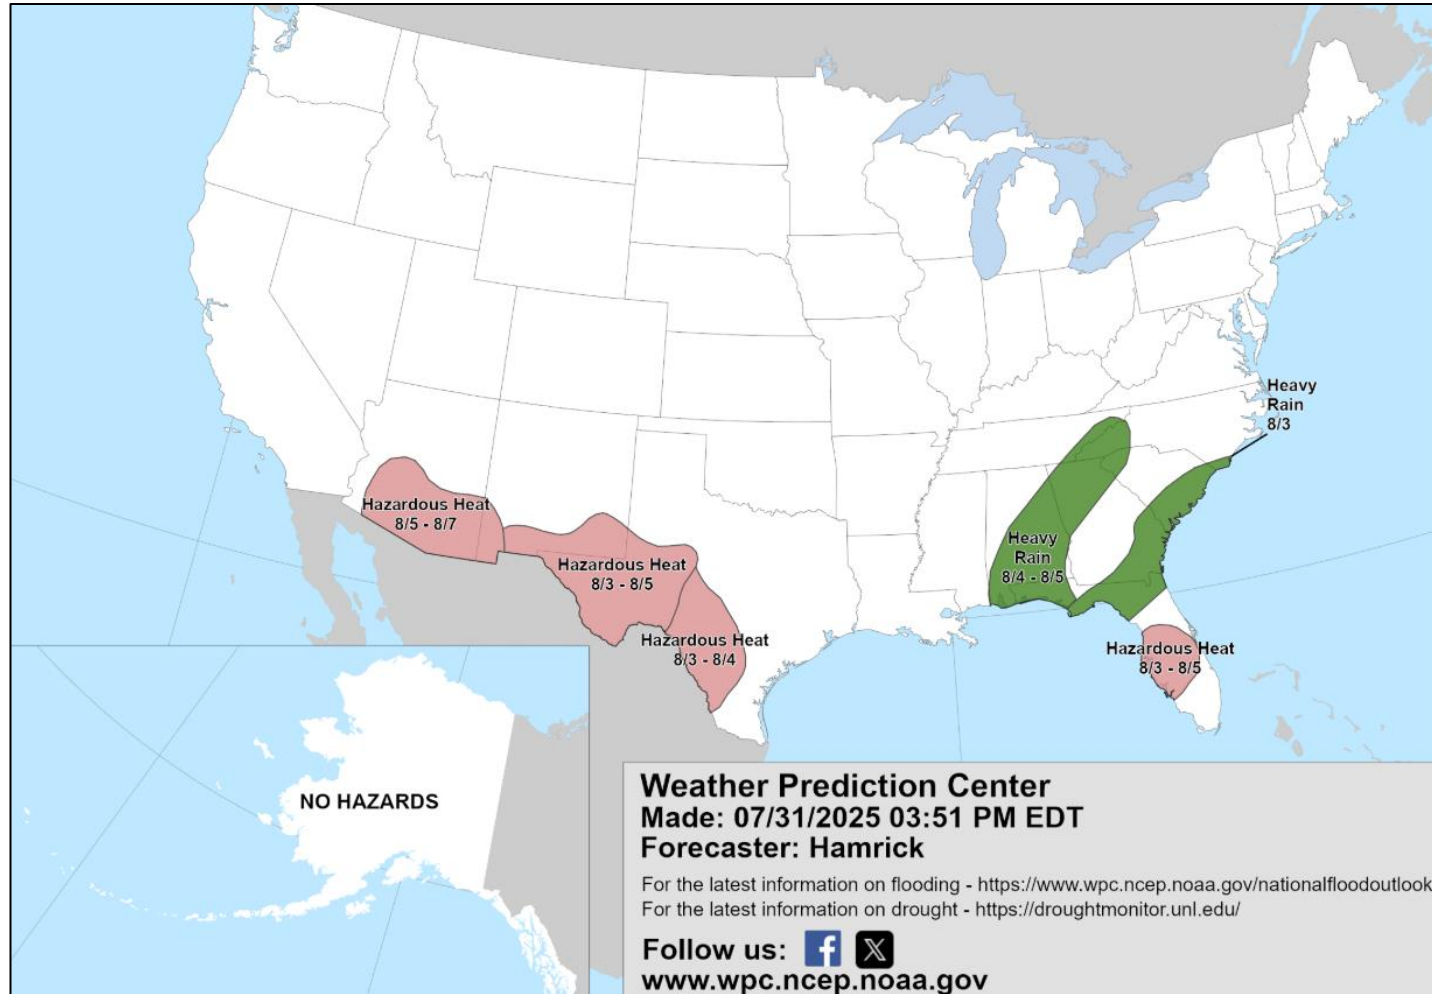 Heavy
Rain
8/3
Hazardous Heat
8/5 - 8/7
Heavy
Rain
8/4 - 8/5
Hazardous Heat
8/3 - 8/5
Hazardous Heat
8/3 - 8/4
Hazardous Heat
8/3 - 8/5
NO HAZARDS
Weather Prediction Center
Made: 07/31/2025 03:51 PM EDT
Forecaster: Hamrick
For the latest information on flooding - https://www.wpc.ncep.noaa.gov/nationalfloodoutlook
For the latest information on drought - https://droughtmonitor.unl.edu/
Follow us: f X
www.wpc.ncep.noaa.gov